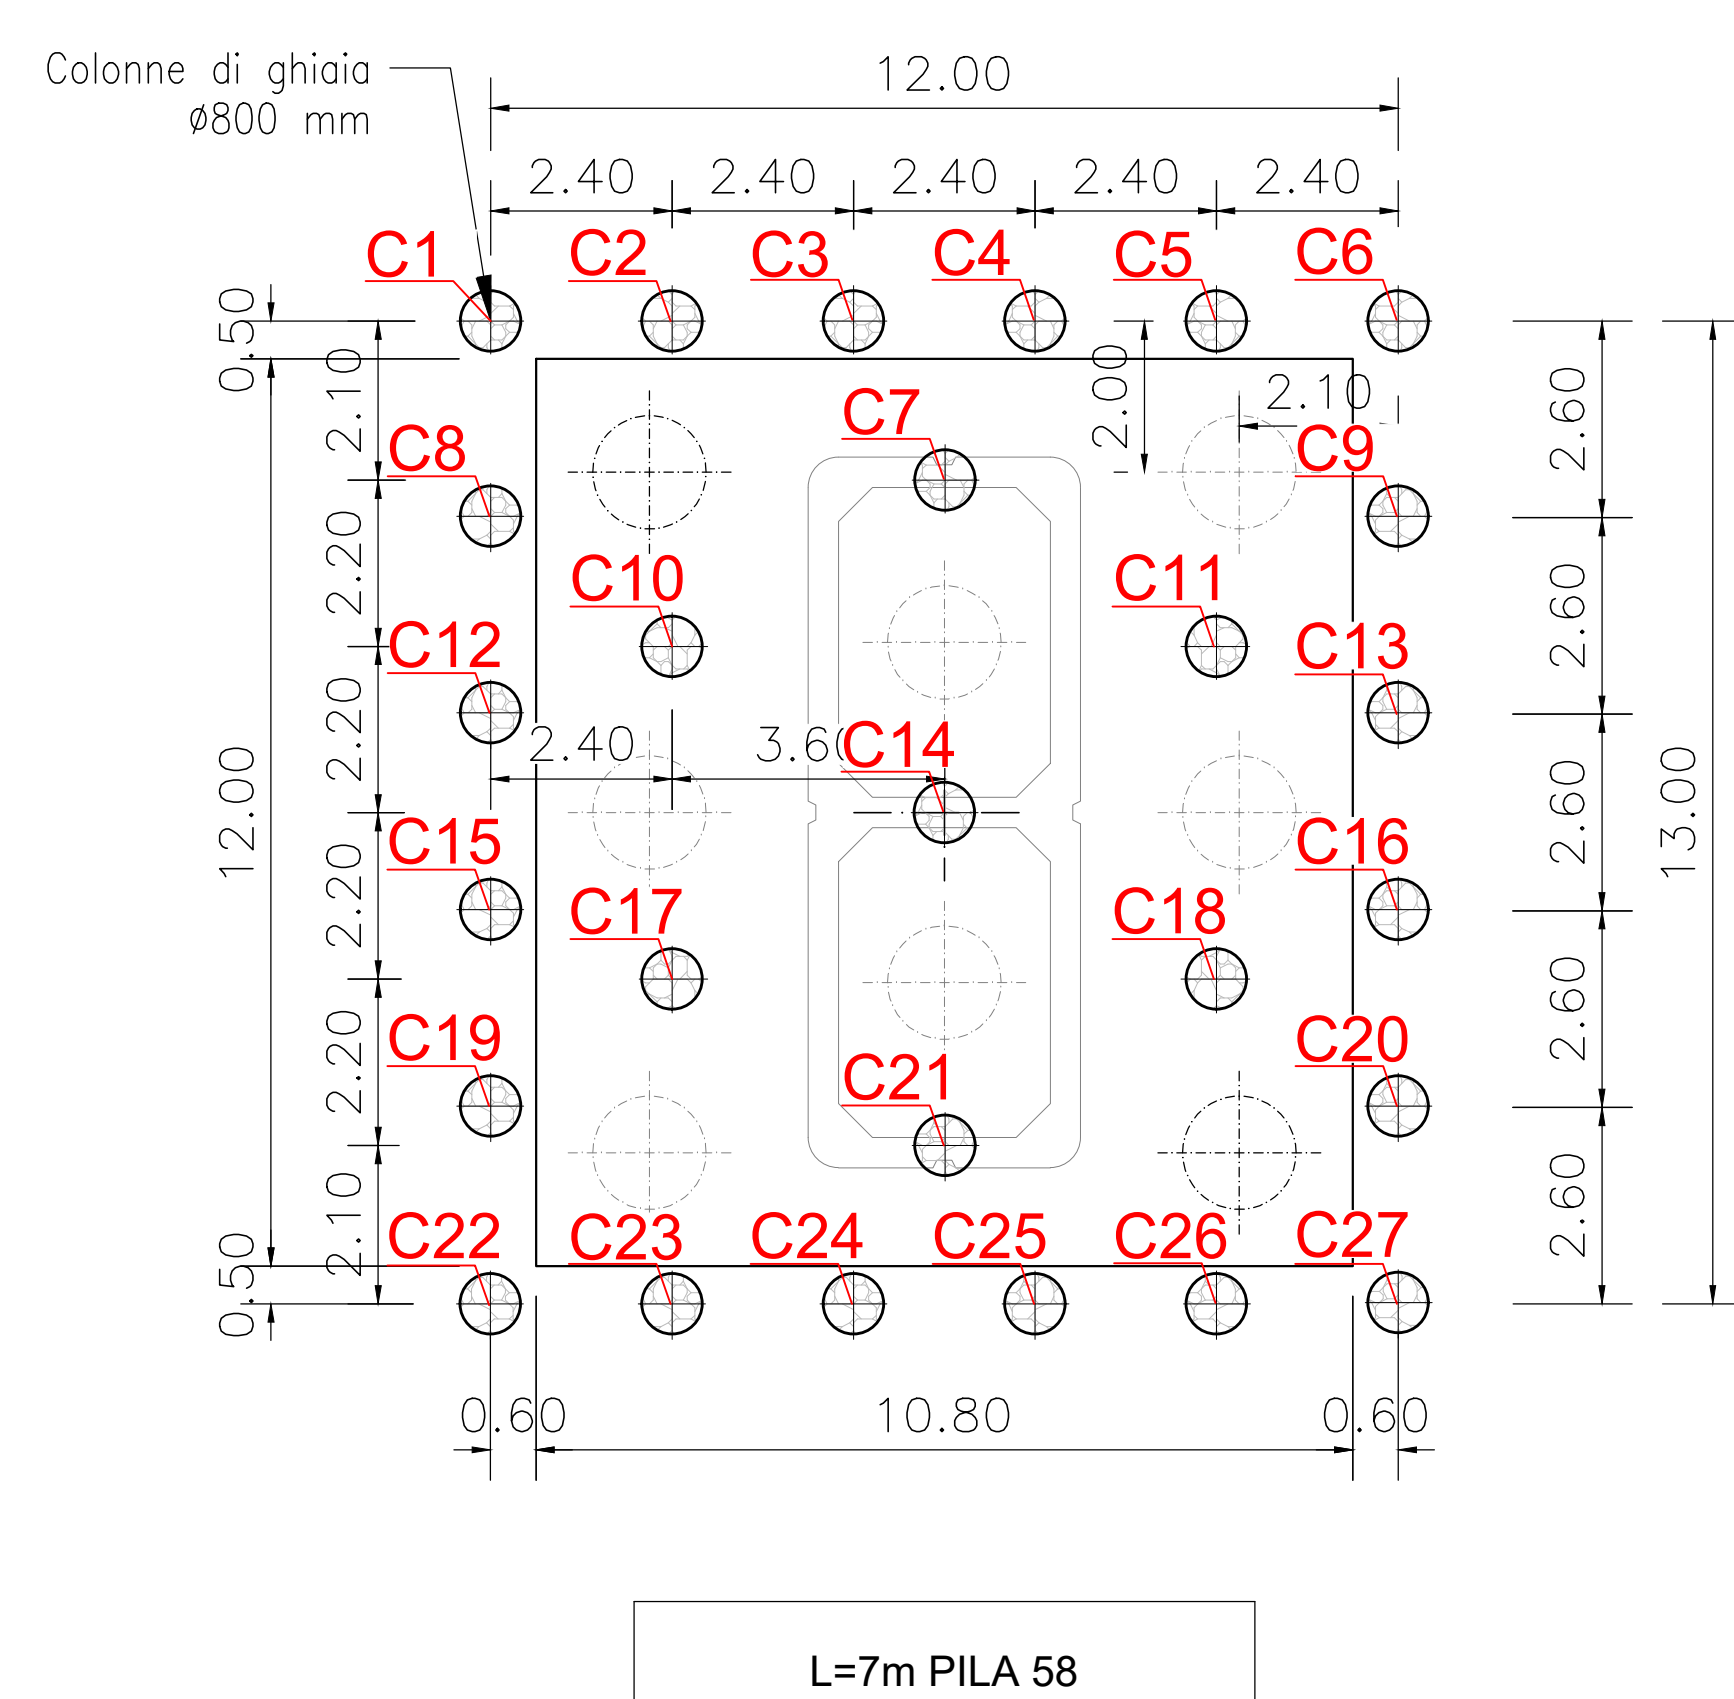 Colonne di ghiaia
ø800 mm
12.00
2.40 2.40 2.40 2.40 2.40
C1 C2 C3 C4 C5 C6
0.50
2.10
2.00
2.10
2.60
C7
C8 C9
2.20
C10 C11
2.60
C12 C13
2.20
2.40 3.60
C14
12.00
2.60
13.00
C15 C16
2.20
C17 C18
2.60
C19 C20
2.20
C21
2.10
2.60
C22 C23 C24 C25 C26 C27
0.50
0.60 10.80 0.60
L=7m PILA 58